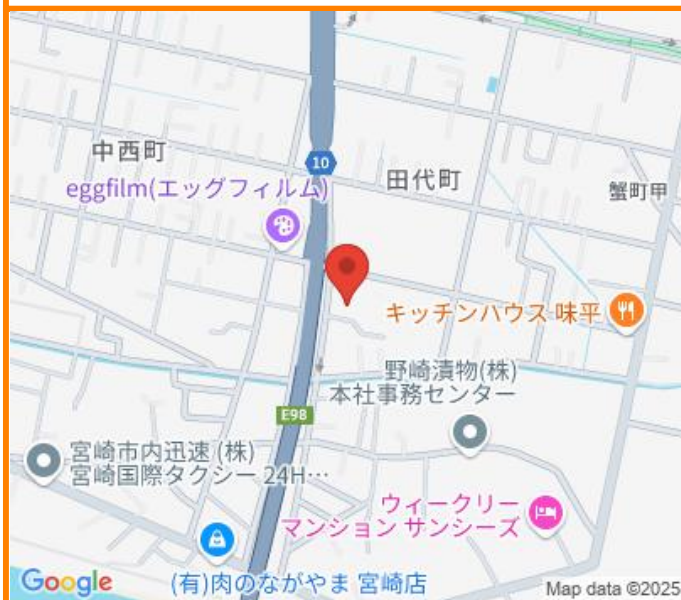 中西町
10
田代町
蟹町甲
eggfilm(エッグフィルム)
キッチンハウス 味平
野崎漬物(株)
本社事務センター
E98
宮崎市内迅速 (株)
宮崎国際タクシー 24H…
ウィークリー
マンション サンシーズ
(有)肉のながやま 宮崎店
Google
Map data ©2025